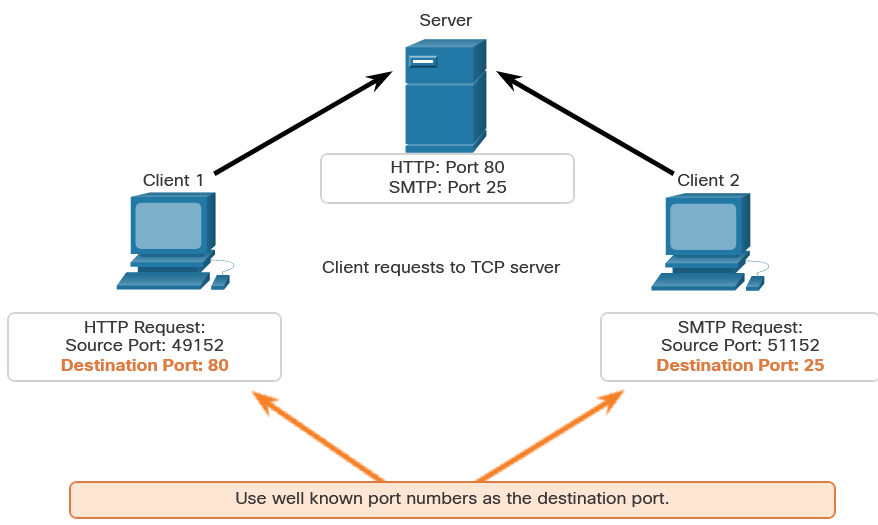 Server
HTTP: Port 80
SMTP: Port 25
Client 1
Client 2
Client requests to TCP server
HTTP Request:
Source Port: 49152
Destination Port: 80
SMTP Request:
Source Port: 51152
Destination Port: 25
Use well known port numbers as the destination port.